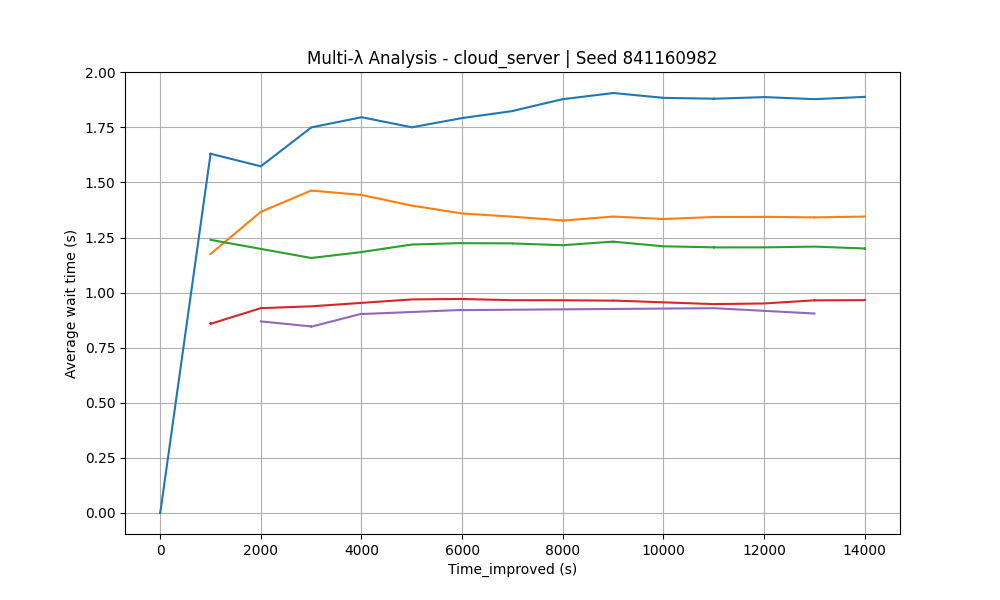 Multi-λ Analysis - cloud_server | Seed 841160982
2.00
1.75
1.50
1.25
1.00
0.75
0.50
0.25
0.00
Average wait time (s)
0 2000 4000 6000 8000 10000 12000 14000
Time_improved (s)